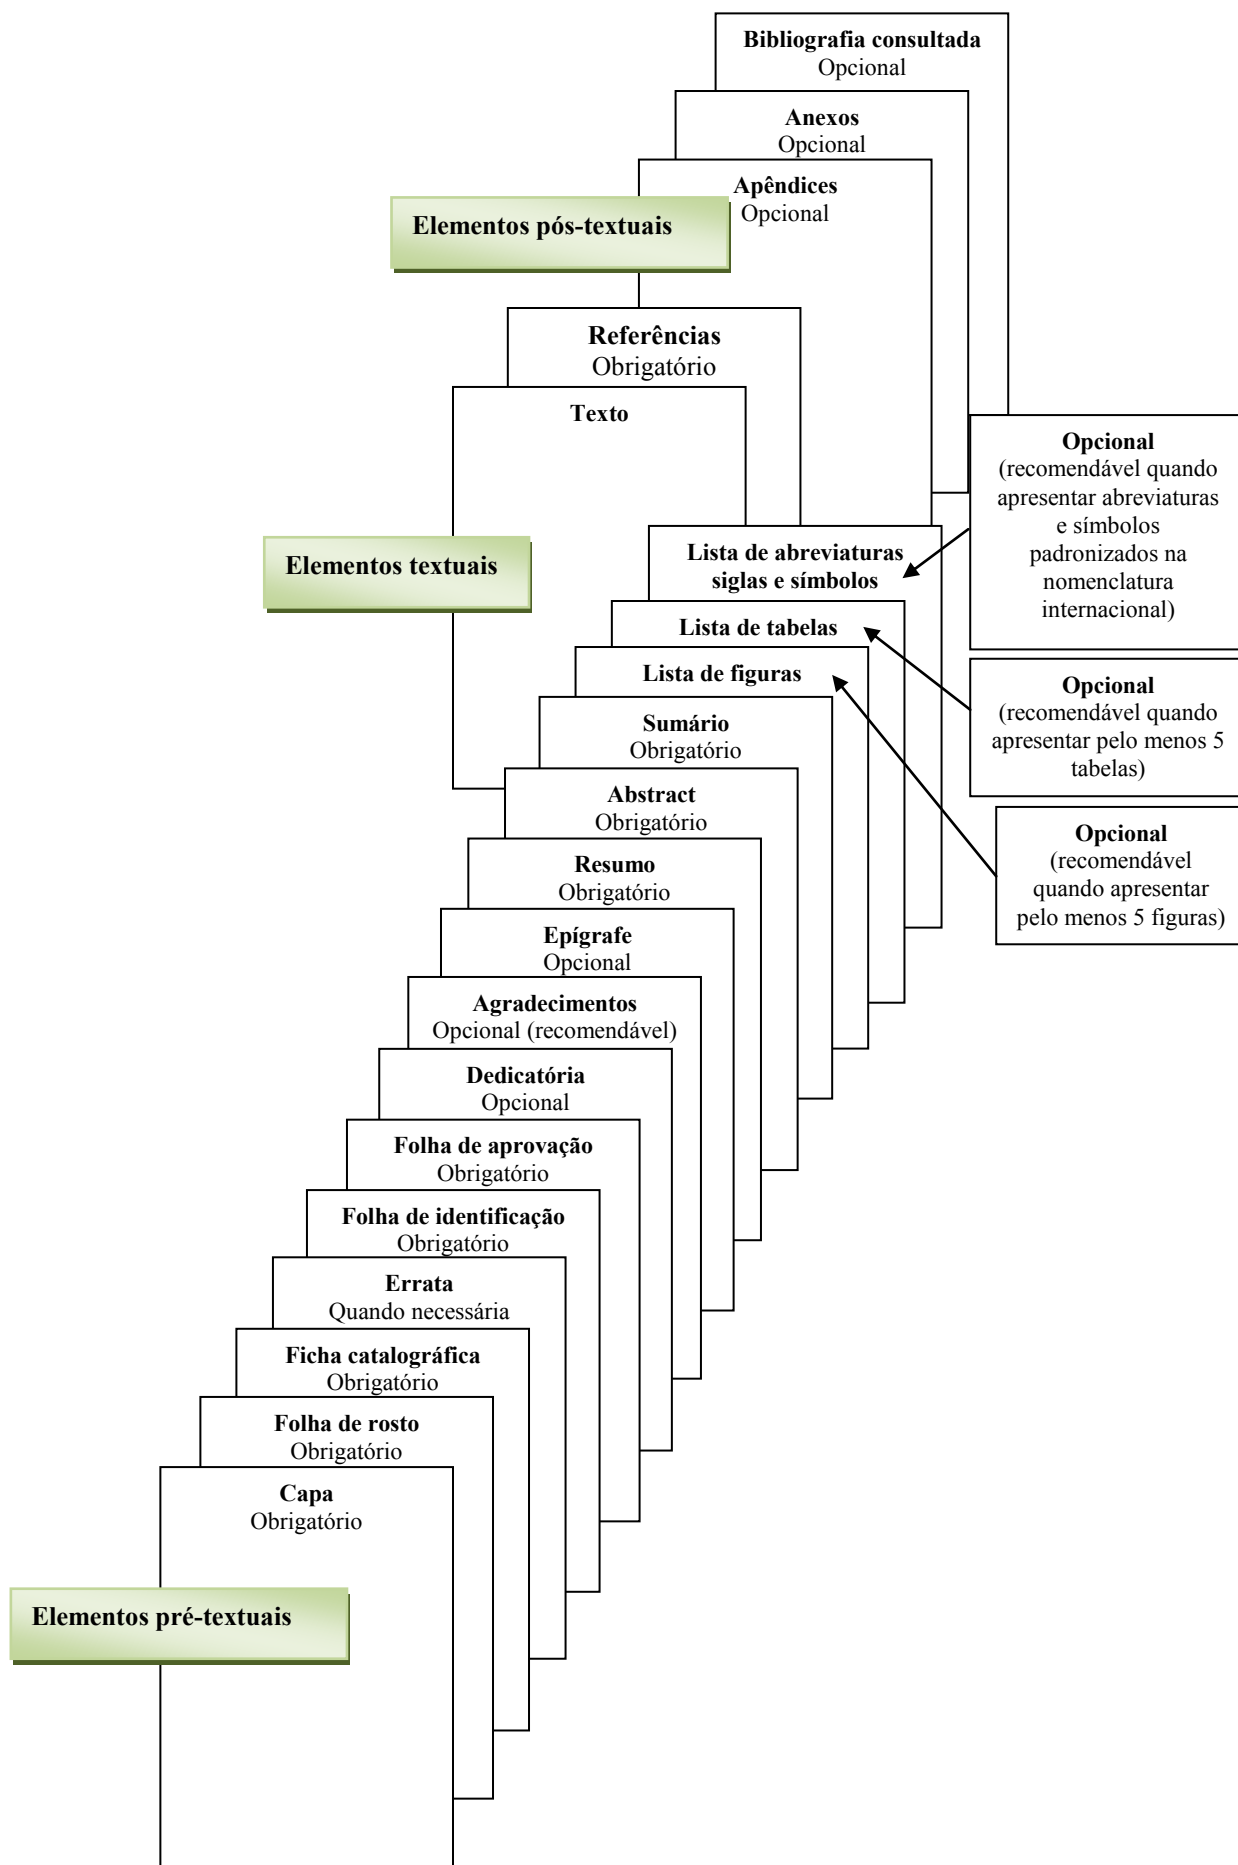 Bibliografia consultada
Opcional
Anexos
Opcional
Apêndices
Opcional
Elementos pós-textuais
Referências
Obrigatório
Texto
Elementos textuais
Lista de abreviaturas
siglas e símbolos
Opcional
(recomendável quando
apresentar abreviaturas
e símbolos
padronizados na
nomenclatura
internacional)
Lista de tabelas
Opcional
(recomendável quando
apresentar pelo menos 5
tabelas)
Lista de figuras
Opcional
(recomendável
quando apresentar
pelo menos 5 figuras)
Sumário
Obrigatório
Abstract
Obrigatório
Resumo
Obrigatório
Epígrafe
Opcional
Agradecimentos
Opcional (recomendável)
Dedicatória
Opcional
Folha de aprovação
Obrigatório
Folha de identificação
Obrigatório
Errata
Quando necessária
Ficha catalográfica
Obrigatório
Folha de rosto
Obrigatório
Capa
Obrigatório
Elementos pré-textuais